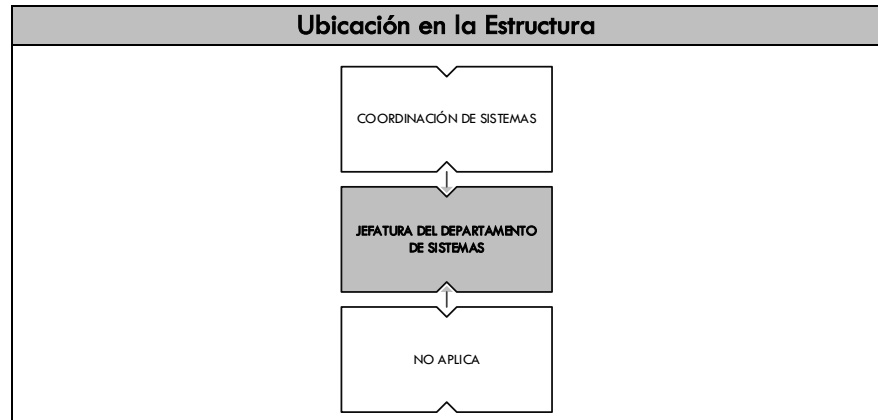 Ubicación en la Estructura
COORDINACIÓN DE SISTEMAS
JEFATURA DEL DEPARTAMENTO
DE SISTEMAS
NO APLICA